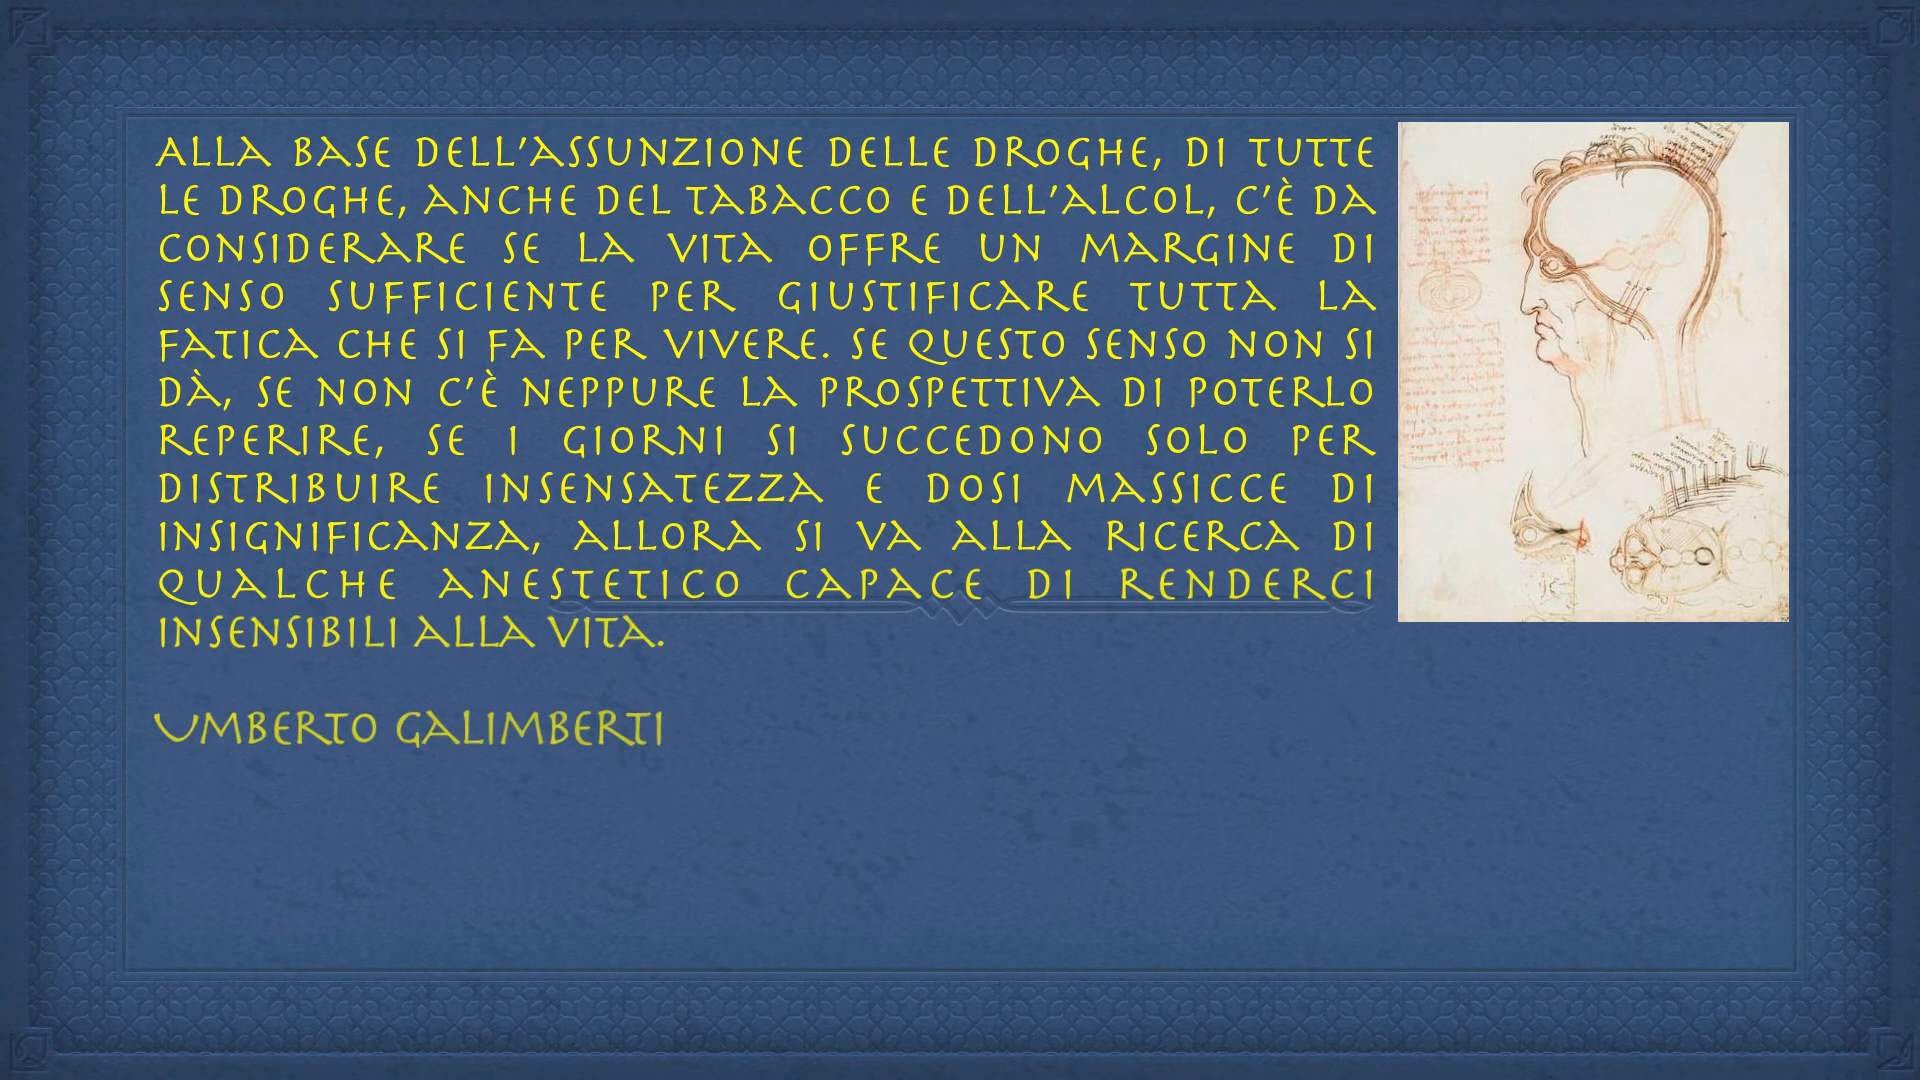 Alla base dell'assunzione delle droghe, di tutte
le droghe, anche del tabacco e dell'alcol, c'è da
considerare se la vita offre un margine di
senso sufficiente per giustificare tutta la
fatica che si fa per vivere. Se questo senso non si
dà, se non c'è neppure la prospettiva di poterlo
reperire, se i giorni si succedono solo per
distribuire insensatezza e dosi massicce di
insignificanza, allora si va alla ricerca di
qualche anestetico capace di renderci
insensibili alla vita.
Umberto Galimberti